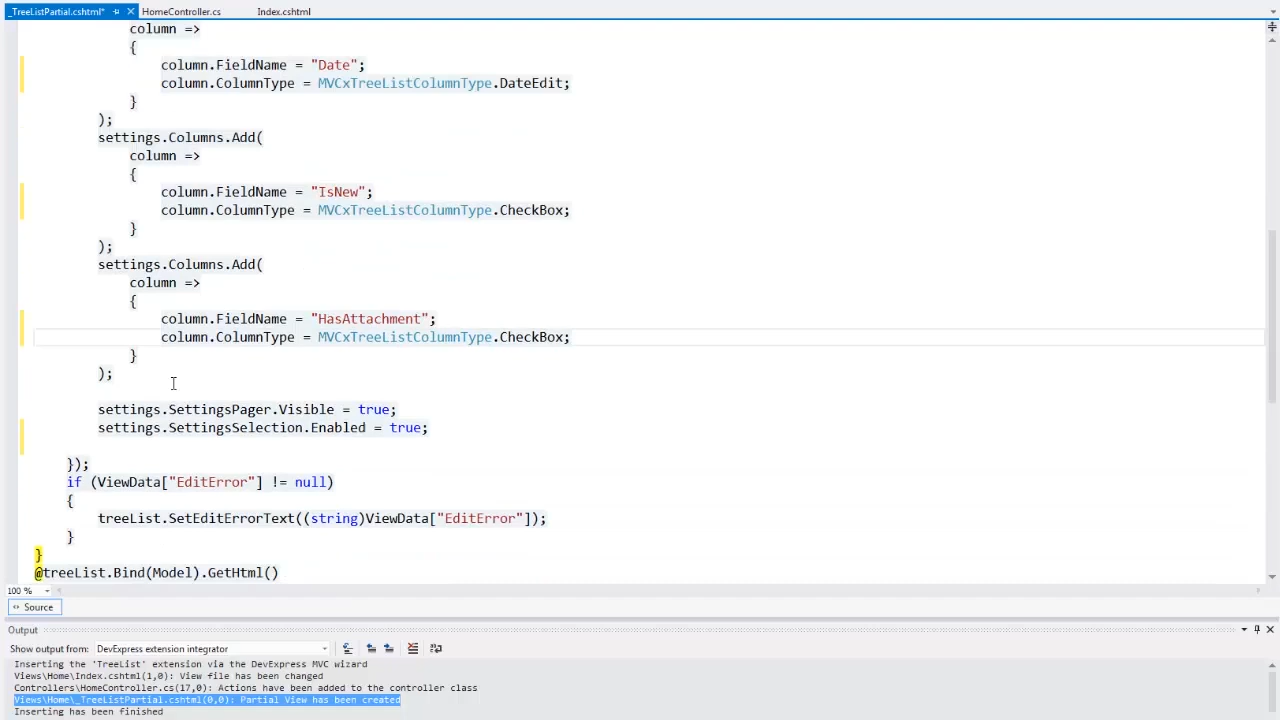 _TreeListPartial.cshtml*
HomeController.cs
Index.cshtml
column =>
{
column.FieldName = "Date";
column.ColumnType = MVCxTreeListColumnType.DateEdit;
}
);
settings.Columns.Add(
column =>
{
column.FieldName = "IsNew";
column.ColumnType = MVCxTreeListColumnType.CheckBox;
}
);
settings.Columns.Add(
column =>
{
column.FieldName = "HasAttachment";
column.ColumnType = MVCxTreeListColumnType.CheckBox;
}
);
settings.SettingsPager.Visible = true;
settings.SettingsSelection.Enabled = true;
});
if (ViewData["EditError"] != null)
{
treeList.SetEditErrorText((string)ViewData["EditError"]);
}
}
@treeList.Bind(Model).GetHtml()
100 %
Source
Output
Show output from: DevExpress extension integrator
Inserting the 'TreeList' extension via the DevExpress MVC wizard
Views\Home\Index.cshtml(1,0): View file has been changed
Controllers\HomeController.cs(17,0): Actions have been added to the controller class
Views\Home\_TreeListPartial.cshtml(0,0): Partial View has been created
Inserting has been finished